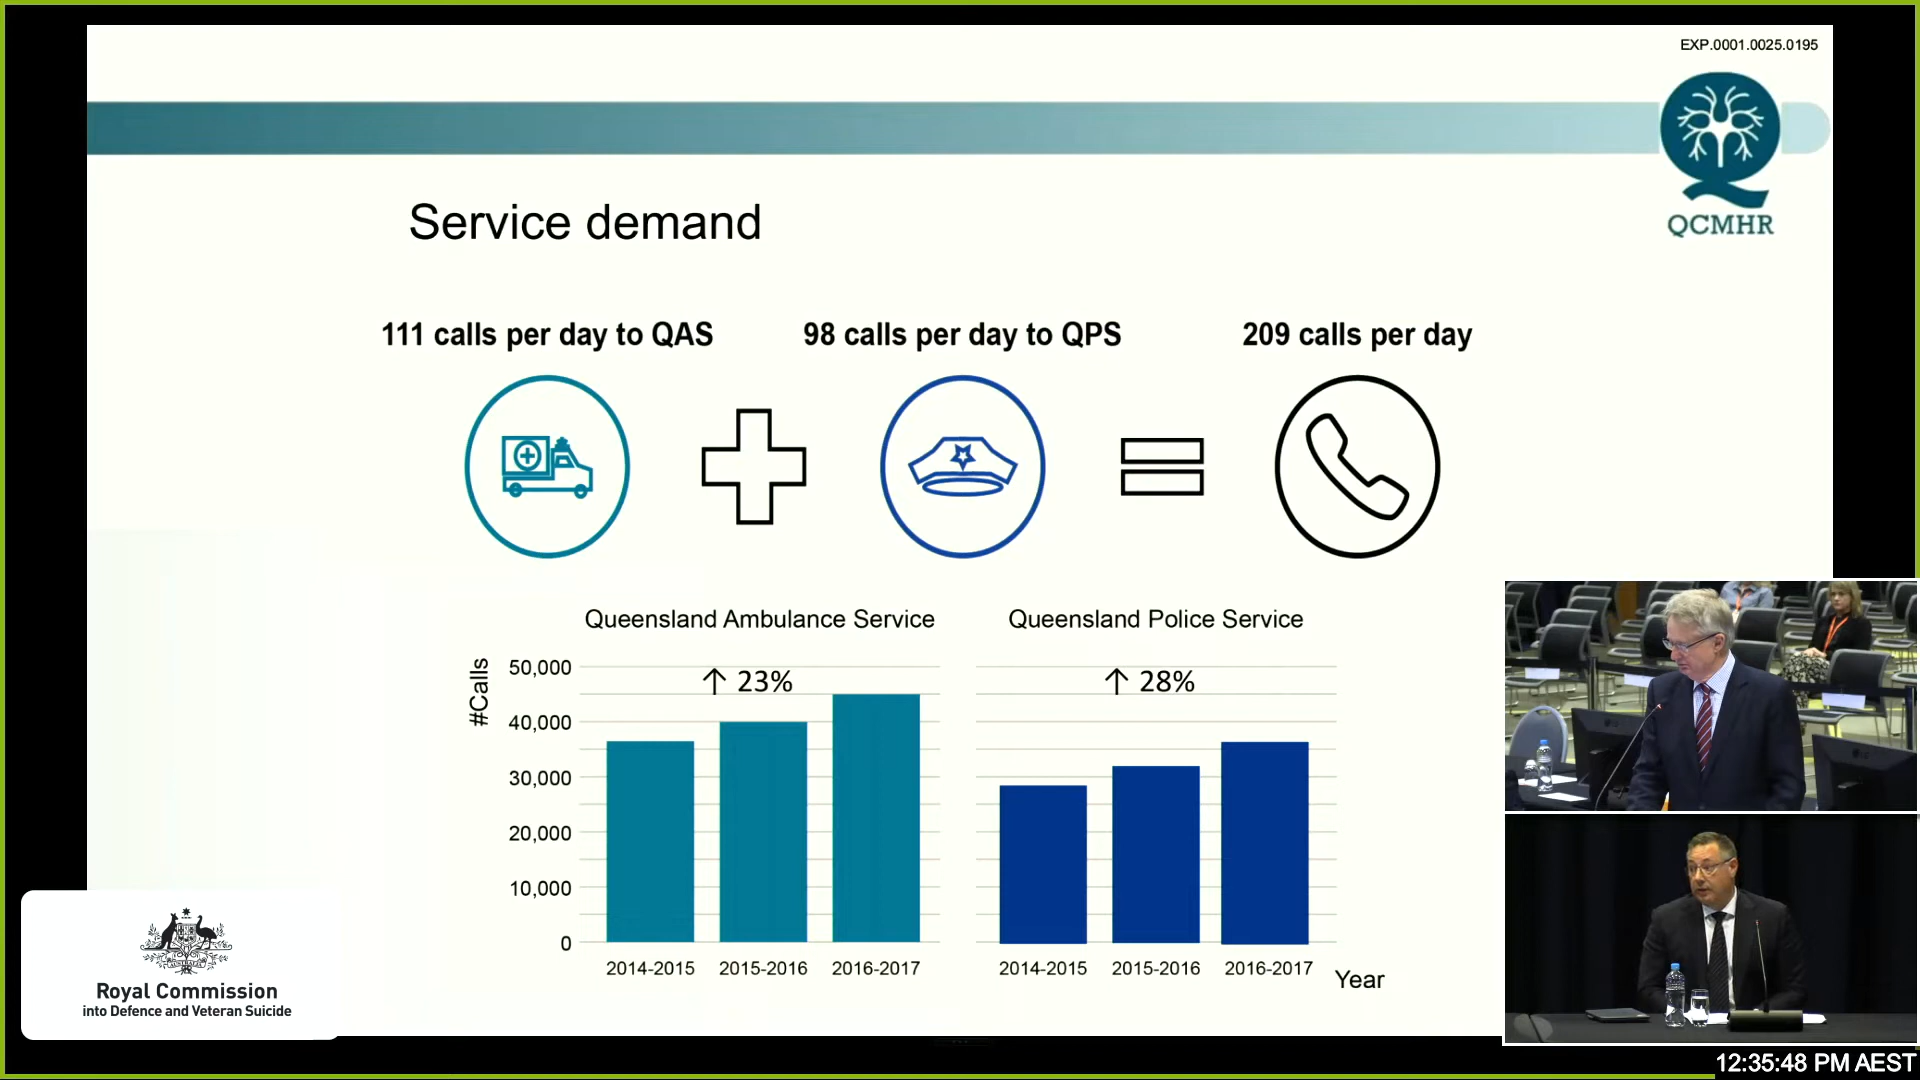 EXP.0001.0025.0195
QCMHR
Service demand
111 calls per day to QAS
98 calls per day to QPS
209 calls per day
Queensland Ambulance Service
Queensland Police Service
#Calls
50,000
40,000
30,000
20,000
10,000
0
↑ 23%
↑ 28%
2014-2015
2015-2016
2016-2017
2014-2015
2015-2016
2016-2017
Year
AUSTRALIA
Royal Commission
into Defence and Veteran Suicide
LG
LG
12:35:48 PM AEST